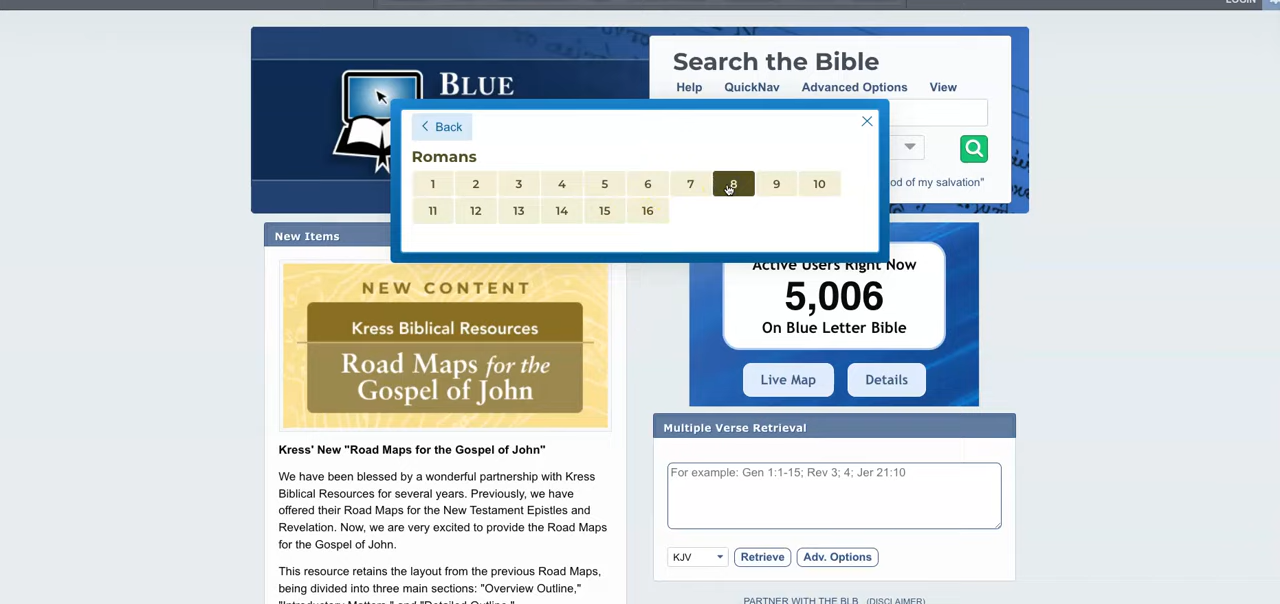 LOGIN
Search the Bible
Help QuickNav Advanced Options View
BLUE
Back
Romans
1 2 3 4 5 6 7 8 9 10
11 12 13 14 15 16
od of my salvation"
New Items
NEW CONTENT
Kress Biblical Resources
Road Maps for the
Gospel of John
Kress' New "Road Maps for the Gospel of John"
We have been blessed by a wonderful partnership with Kress
Biblical Resources for several years. Previously, we have
offered their Road Maps for the New Testament Epistles and
Revelation. Now, we are very excited to provide the Road Maps
for the Gospel of John.
This resource retains the layout from the previous Road Maps,
being divided into three main sections: "Overview Outline,"
"Introductory Matters," and "Detailed Outline."
Active Users Right Now
5,006
On Blue Letter Bible
Live Map Details
Multiple Verse Retrieval
For example: Gen 1:1-15; Rev 3; 4; Jer 21:10
KJV Retrieve Adv. Options
PARTNER WITH THE BLB (DISCLAIMER)